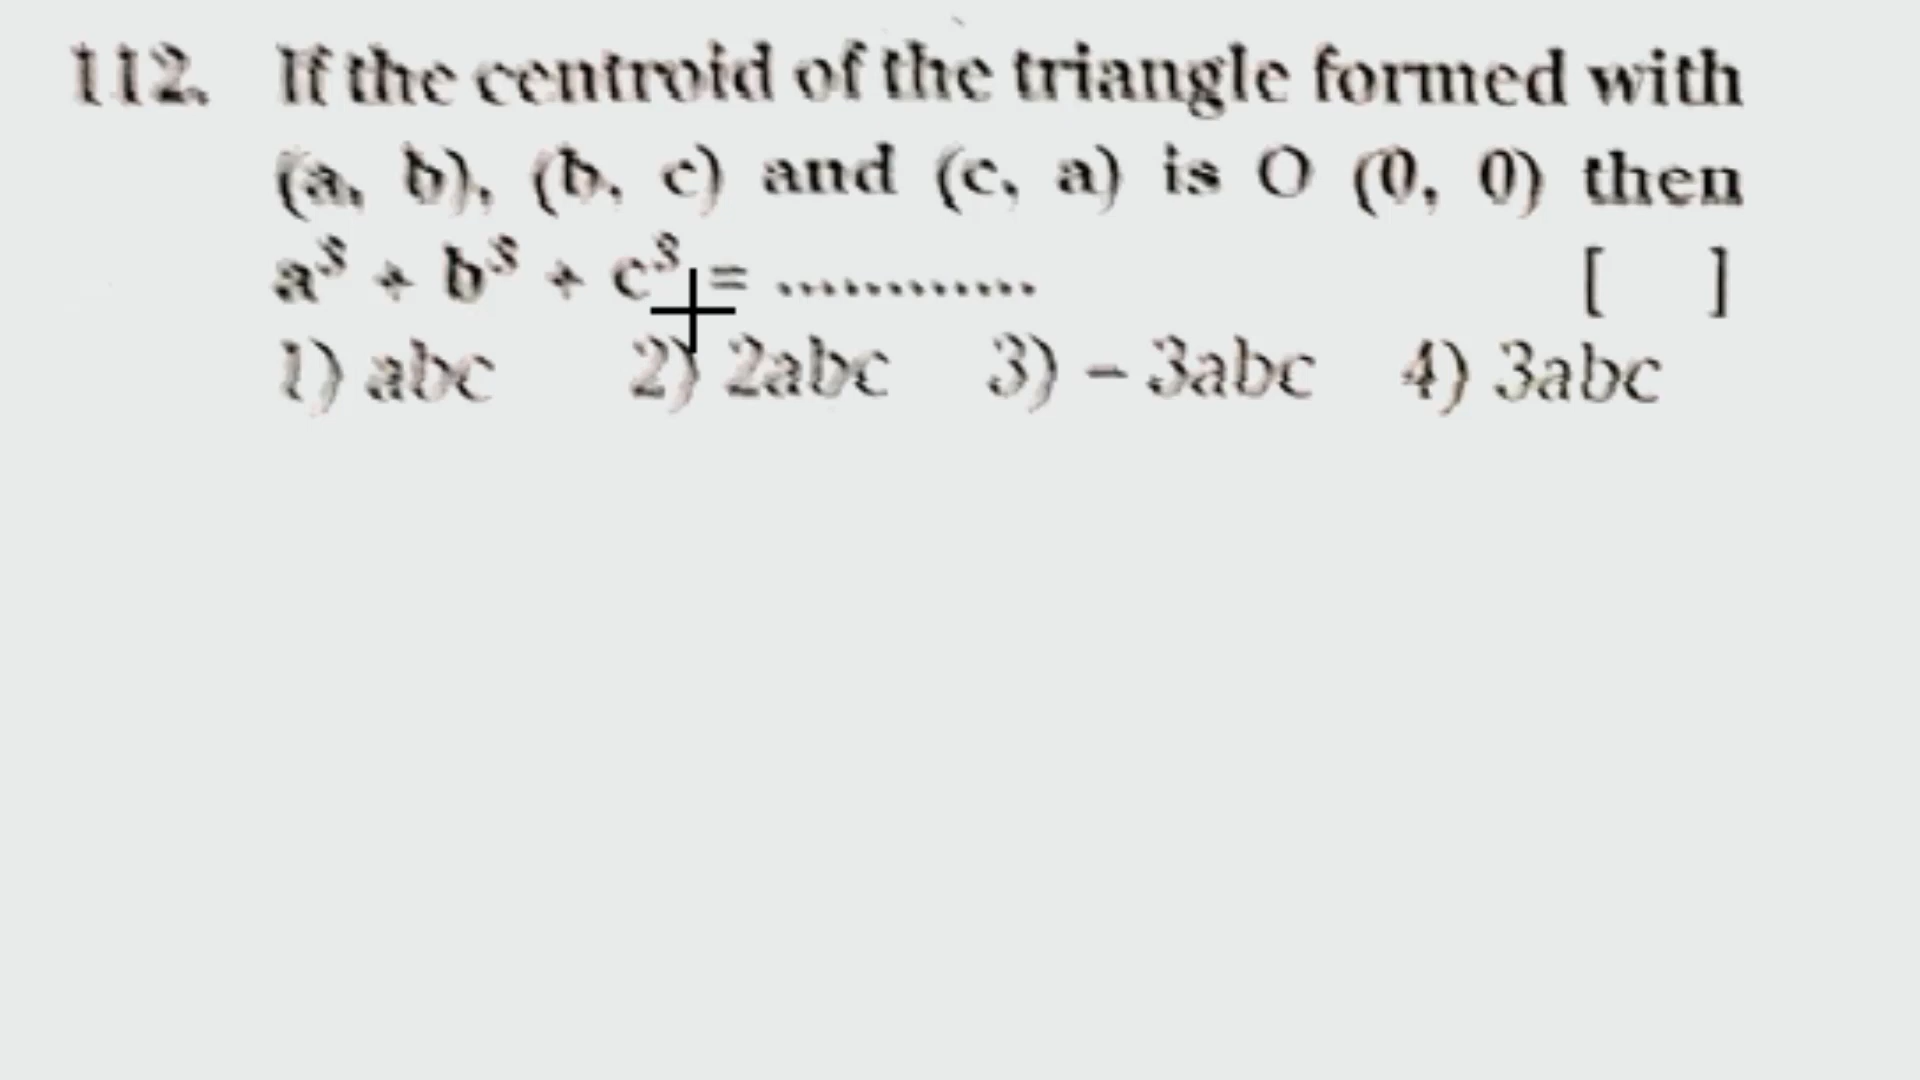 112. If the centroid of the triangle formed with
(a, b), (b, c) and (c, a) is O (0, 0) then
a³ + b³ + c³ = ............. [ ]
1) abc 2) 2abc 3) – 3abc 4) 3abc